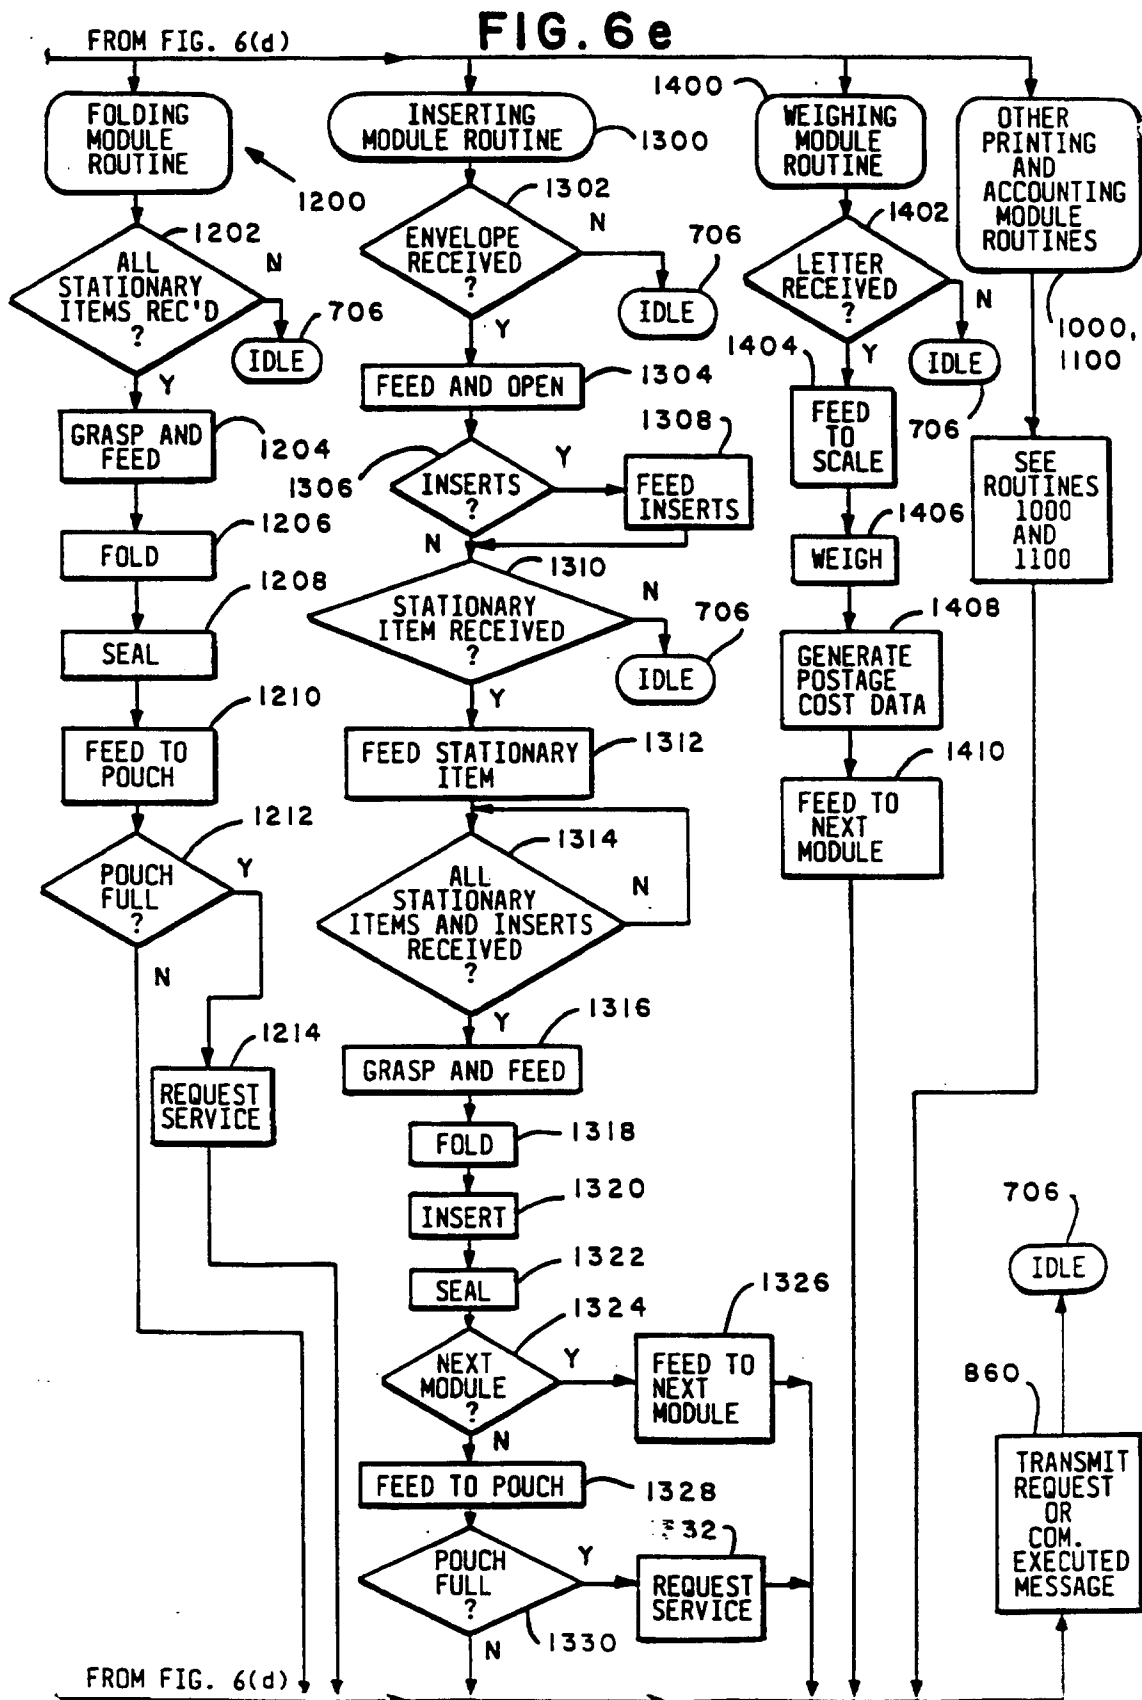 FIG. 6e
FROM FIG. 6(d)
FOLDING
MODULE
ROUTINE
1200
1202
ALL
STATIONARY
ITEMS REC'D
?
N
706
IDLE
Y
GRASP AND
FEED
1204
FOLD
1206
SEAL
1208
FEED TO
POUCH
1210
POUCH
FULL
?
1212
Y
N
REQUEST
SERVICE
1214
INSERTING
MODULE ROUTINE
1300
1302
ENVELOPE
RECEIVED
?
N
706
IDLE
Y
FEED AND OPEN
1304
1306
INSERTS
?
Y
1308
FEED
INSERTS
N
1310
STATIONARY
ITEM RECEIVED
?
N
706
IDLE
Y
FEED STATIONARY
ITEM
1312
1314
ALL
STATIONARY
ITEMS AND INSERTS
RECEIVED
?
N
Y
1316
GRASP AND FEED
FOLD
1318
INSERT
1320
SEAL
1322
1324
NEXT
MODULE
?
Y
1326
FEED TO
NEXT
MODULE
N
FEED TO POUCH
1328
POUCH
FULL
?
1330
Y
REQUEST
SERVICE
N
1400
WEIGHING
MODULE
ROUTINE
1402
LETTER
RECEIVED
?
N
IDLE
706
Y
1404
FEED
TO
SCALE
1406
WEIGH
1408
GENERATE
POSTAGE
COST DATA
1410
FEED TO
NEXT
MODULE
OTHER
PRINTING
AND
ACCOUNTING
MODULE
ROUTINES
1000,
1100
SEE
ROUTINES
1000
AND
1100
706
IDLE
860
TRANSMIT
REQUEST
OR
COM.
EXECUTED
MESSAGE
FROM FIG. 6(d)